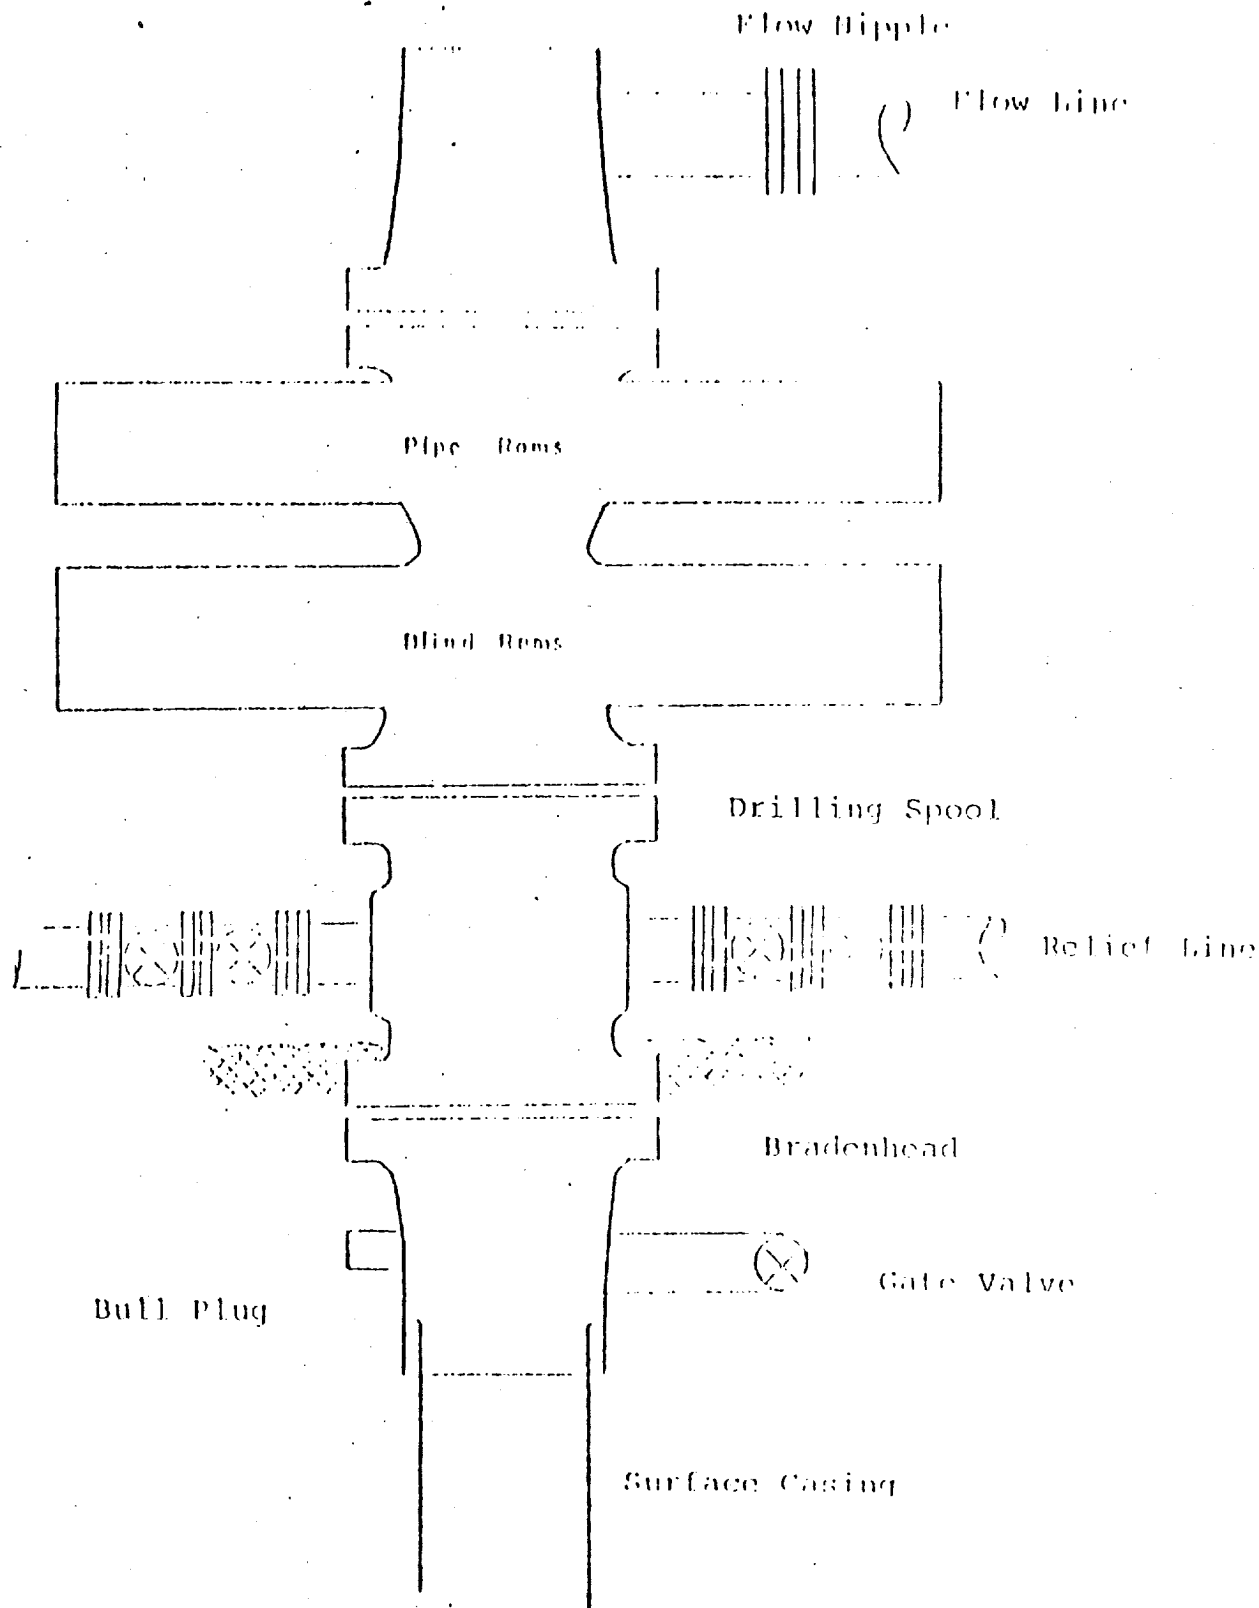 Flow Nipple
Flow Line
Pipe Rams
Blind Rams
Drilling Spool
Relief Line
Bradenhead
Gate Valve
Bull Plug
Surface Casing